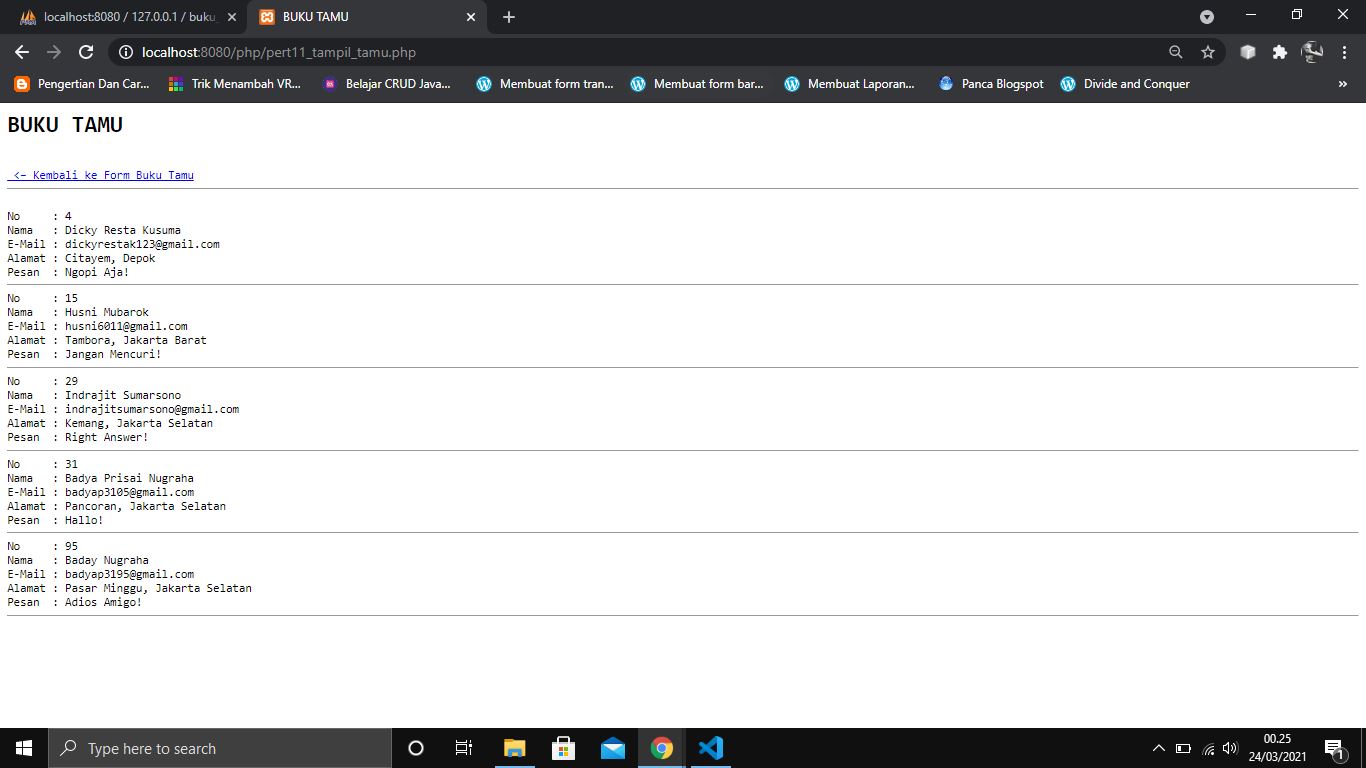 localhost:8080 / 127.0.0.1 / buku_
BUKU TAMU
localhost:8080/php/pert11_tampil_tamu.php
Pengertian Dan Car...
Trik Menambah VR...
Belajar CRUD Java...
Membuat form tran...
Membuat form bar...
Membuat Laporan...
Panca Blogspot
Divide and Conquer
»
BUKU TAMU
<- Kembali ke Form Buku Tamu
No : 4
Nama : Dicky Resta Kusuma
E-Mail : dickyrestak123@gmail.com
Alamat : Citayem, Depok
Pesan : Ngopi Aja!
No : 15
Nama : Husni Mubarok
E-Mail : husni6011@gmail.com
Alamat : Tambora, Jakarta Barat
Pesan : Jangan Mencuri!
No : 29
Nama : Indrajit Sumarsono
E-Mail : indrajitsumarsono@gmail.com
Alamat : Kemang, Jakarta Selatan
Pesan : Right Answer!
No : 31
Nama : Badya Prisai Nugraha
E-Mail : badyap3105@gmail.com
Alamat : Pancoran, Jakarta Selatan
Pesan : Hallo!
No : 95
Nama : Baday Nugraha
E-Mail : badyap3195@gmail.com
Alamat : Pasar Minggu, Jakarta Selatan
Pesan : Adios Amigo!
Type here to search
00.25
24/03/2021
1